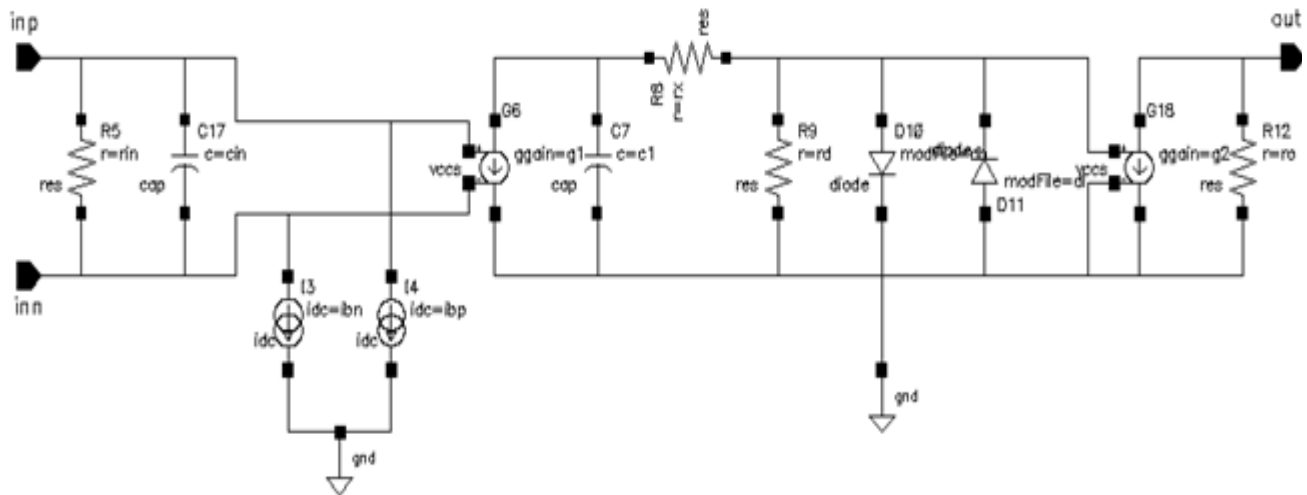 inp
res
out
R8
r=rx
G6
R5
r=rin
C17
c=cin
ggain=g1
C7
c=c1
R9
r=rd
D10
diode
G18
ggain=g2
R12
r=ro
res
cap
vccs
cap
res
diode
modFile=di
vccs
res
D11
inn
I3
idc=ibn
I4
idc=ibp
idc
idc
gnd
gnd